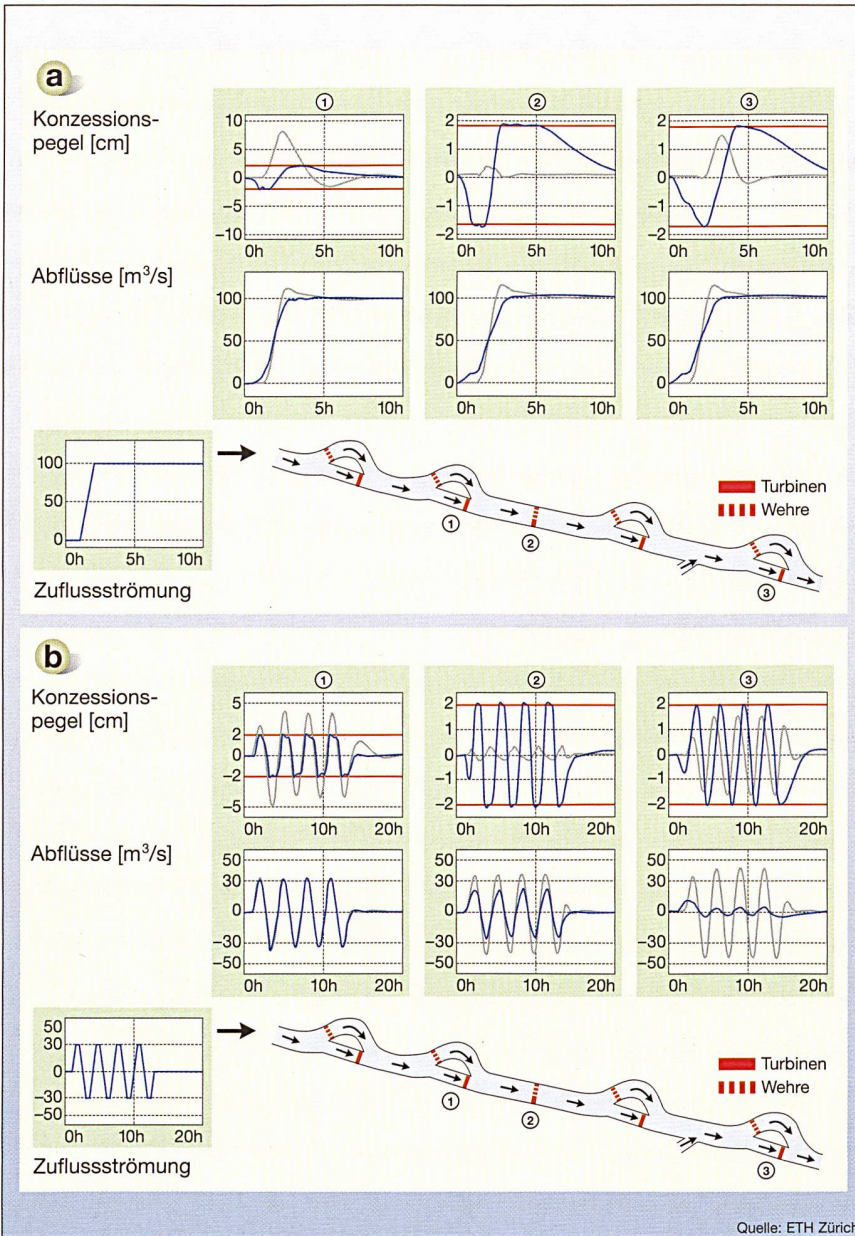 a
Konzessions-
pegel [cm]
①
10
5
0
−5
−10
0h 5h 10h
②
2
1
0
−1
−2
0h 5h 10h
③
2
1
0
−1
−2
0h 5h 10h
Abflüsse [m³/s]
100
50
0
0h 5h 10h
100
50
0
0h 5h 10h
100
50
0
0h 5h 10h
100
50
0
0h 5h 10h
Zuflussströmung
①
②
③
Turbinen
Wehre
b
Konzessions-
pegel [cm]
①
5
2
0
−2
−5
0h 10h 20h
②
2
1
0
−1
−2
0h 10h 20h
③
2
1
0
−1
−2
0h 10h 20h
Abflüsse [m³/s]
50
30
0
−30
−50
0h 10h 20h
50
30
0
−30
−50
0h 10h 20h
50
30
0
−30
−50
0h 10h 20h
50
30
0
−30
−50
0h 10h 20h
Zuflussströmung
①
②
③
Turbinen
Wehre
Quelle: ETH Zürich